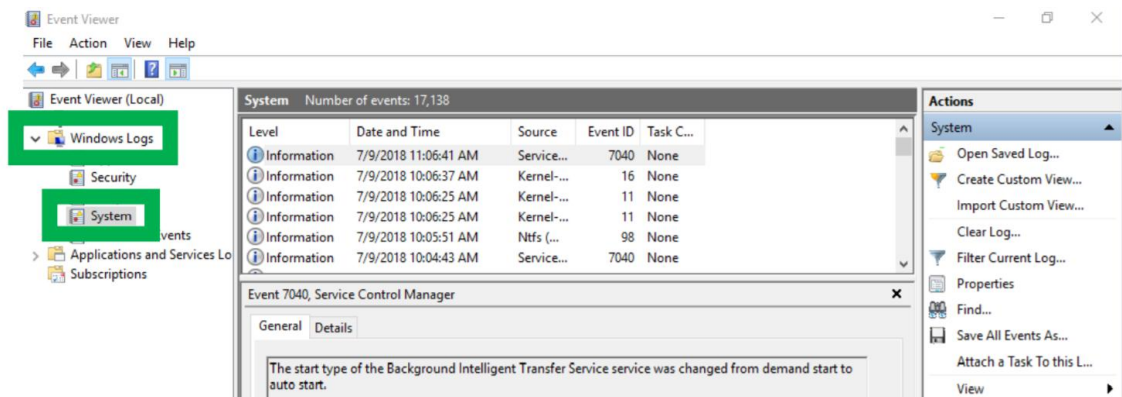 Event Viewer
File Action View Help
Event Viewer (Local)
Windows Logs
Security
System
vents
Applications and Services Lo
Subscriptions
System Number of events: 17,138
Level Date and Time Source Event ID Task C...
Information 7/9/2018 11:06:41 AM Service... 7040 None
Information 7/9/2018 10:06:37 AM Kernel-... 16 None
Information 7/9/2018 10:06:25 AM Kernel-... 11 None
Information 7/9/2018 10:06:25 AM Kernel-... 11 None
Information 7/9/2018 10:05:51 AM Ntfs (... 98 None
Information 7/9/2018 10:04:43 AM Service... 7040 None
Event 7040, Service Control Manager
General Details
The start type of the Background Intelligent Transfer Service service was changed from demand start to
auto start.
Actions
System
Open Saved Log...
Create Custom View...
Import Custom View...
Clear Log...
Filter Current Log...
Properties
Find...
Save All Events As...
Attach a Task To this L...
View